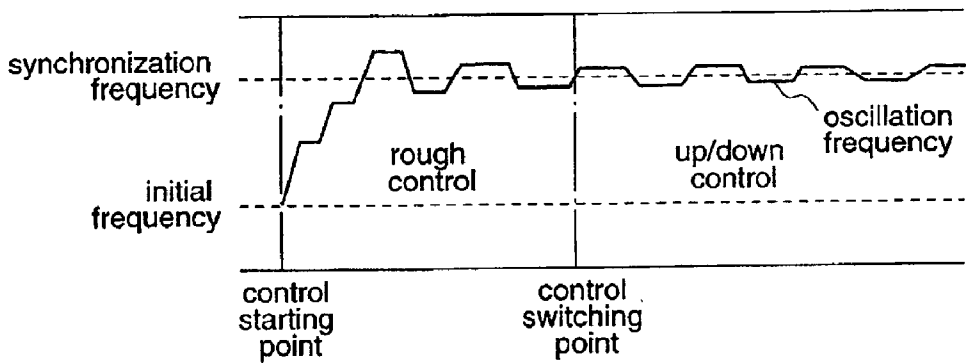 synchronization
frequency
oscillation
frequency
rough
control
up/down
control
initial
frequency
control
starting
point
control
switching
point